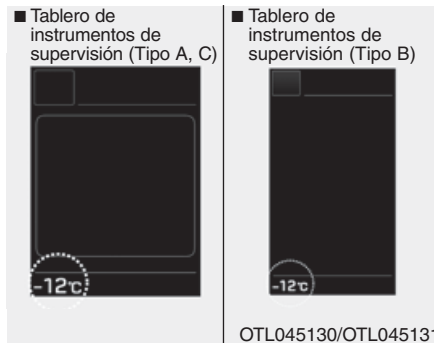 ■ Tablero de
instrumentos de
supervisión (Tipo A, C)
-12℃
■ Tablero de
instrumentos de
supervisión (Tipo B)
-12℃
OTL045130/OTL045131